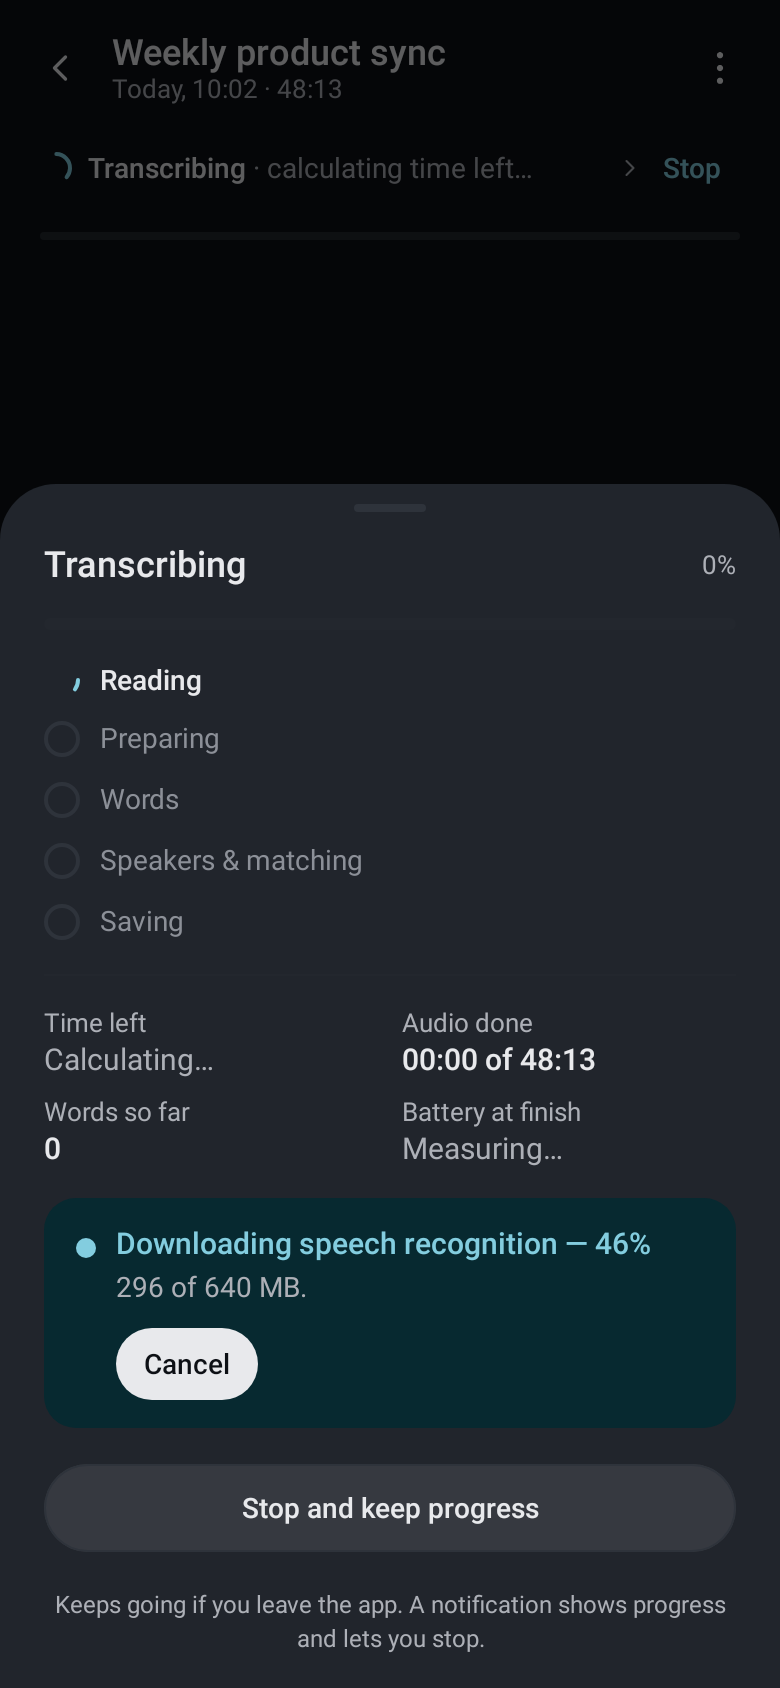 Weekly product sync
Today, 10:02 · 48:13
Transcribing · calculating time left… Stop
Transcribing 0%
Reading
Preparing
Words
Speakers & matching
Saving
Time left Audio done
Calculating… 00:00 of 48:13
Words so far Battery at finish
0 Measuring…
Downloading speech recognition — 46%
296 of 640 MB.
Cancel
Stop and keep progress
Keeps going if you leave the app. A notification shows progress
and lets you stop.